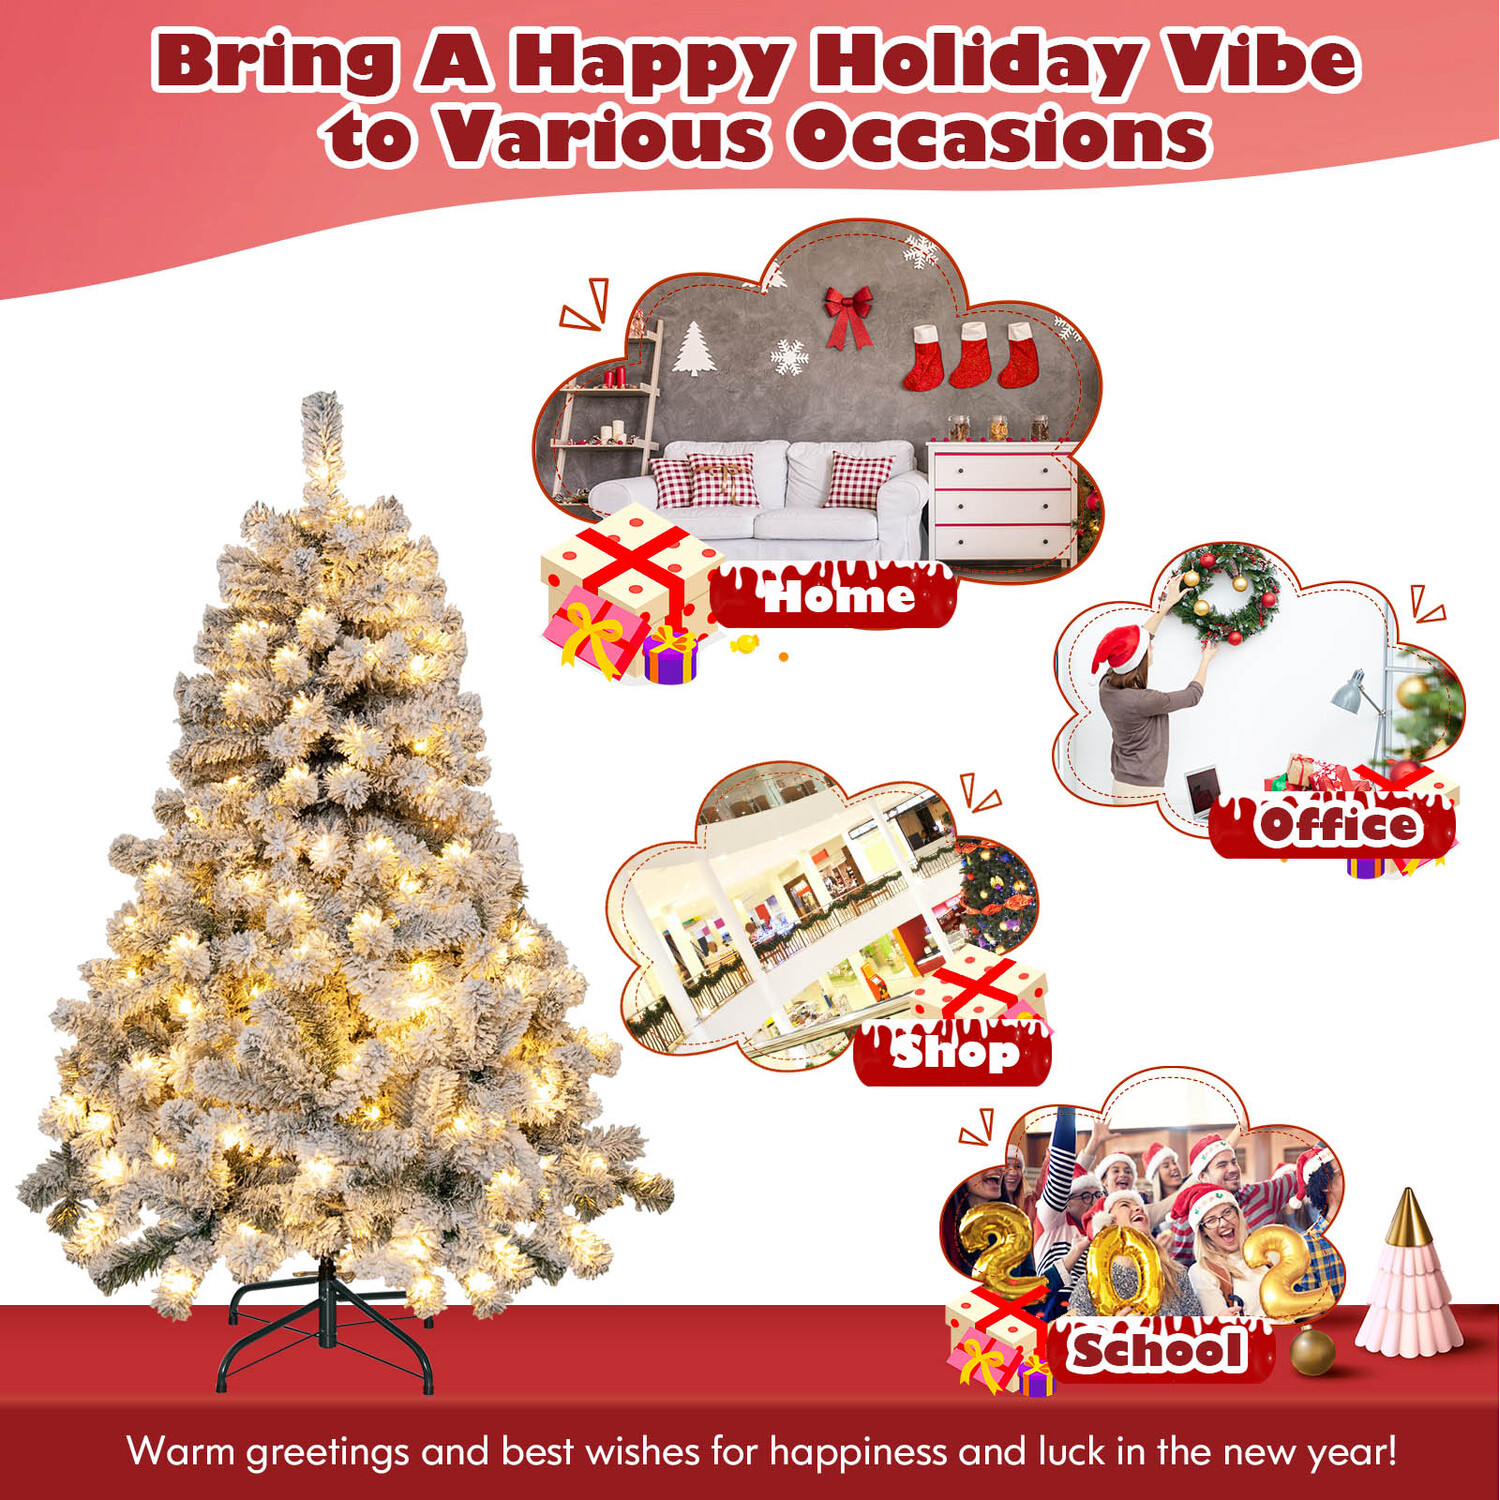 Bring A Happy Holiday Vibe
to Various Occasions
Home
Office
Shop
202
School
Warm greetings and best wishes for happiness and luck in the new year!